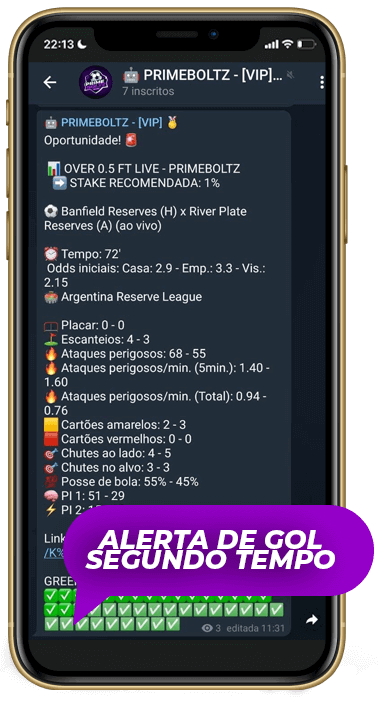 22:13
🤖 PRIMEBOLTZ - [VIP]...
7 inscritos
🤖 PRIMEBOLTZ - [VIP] 🥇
Oportunidade! 🚨
📊 OVER 0.5 FT LIVE - PRIMEBOLTZ
➡️ STAKE RECOMENDADA: 1%
⚽ Banfield Reserves (H) x River Plate
Reserves (A) (ao vivo)
⏰ Tempo: 72'
Odds iniciais: Casa: 2.9 - Emp.: 3.3 - Vis.:
2.15
🏟 Argentina Reserve League
🥅 Placar: 0 - 0
⛳ Escanteios: 4 - 3
🔥 Ataques perigosos: 68 - 55
🔥 Ataques perigosos/min. (5min.): 1.40 -
1.60
🔥 Ataques perigosos/min. (Total): 0.94 -
0.76
🟨 Cartões amarelos: 2 - 3
🟥 Cartões vermelhos: 0 - 0
🎯 Chutes ao lado: 4 - 5
🎯 Chutes no alvo: 3 - 3
💯 Posse de bola: 55% - 45%
🧠 PI 1: 51 - 29
⚡ PI 2:
Link
/K%
GREE
3 editada 11:31
ALERTA DE GOL
SEGUNDO TEMPO